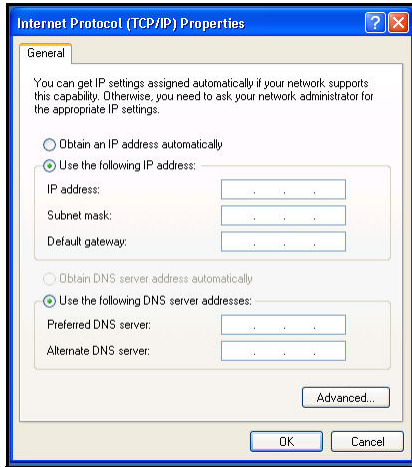 Internet Protocol (TCP/IP) Properties
General
You can get IP settings assigned automatically if your network supports
this capability. Otherwise, you need to ask your network administrator for
the appropriate IP settings.
Obtain an IP address automatically
Use the following IP address:
IP address: . . .
Subnet mask: . . .
Default gateway: . . .
Obtain DNS server address automatically
Use the following DNS server addresses:
Preferred DNS server: . . .
Alternate DNS server: . . .
Advanced...
OK Cancel